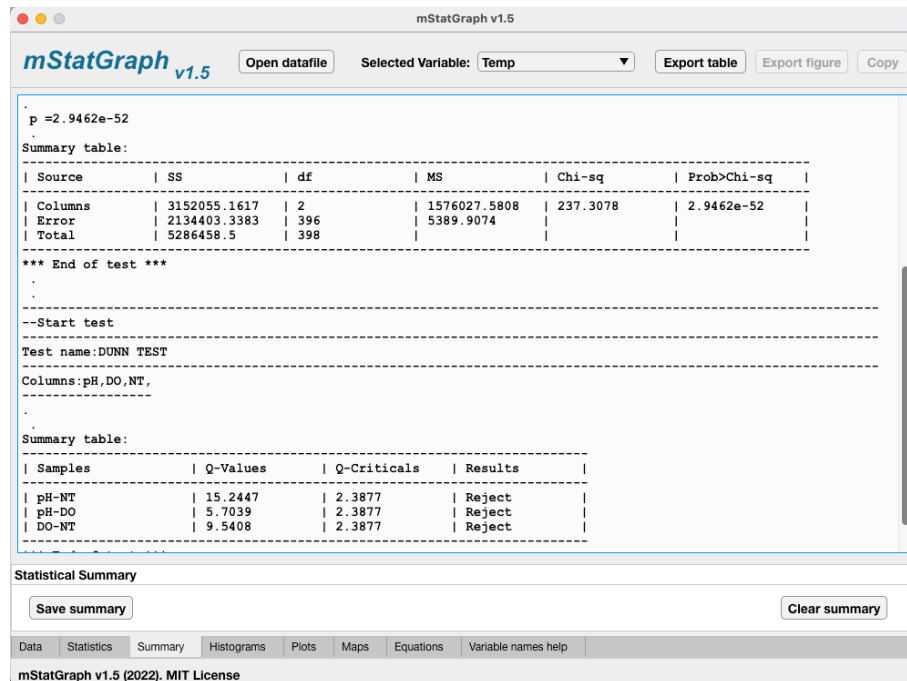 mStatGraph v1.5
mStatGraph v1.5 Open datafile Selected Variable: Temp ▼ Export table Export figure Copy
.
p =2.9462e-52
.
Summary table:
--------------------------------------------------------------------------------
| Source | SS | df | MS | Chi-sq | Prob>Chi-sq |
--------------------------------------------------------------------------------
| Columns | 3152055.1617 | 2 | 1576027.5808 | 237.3078 | 2.9462e-52 |
| Error | 2134403.3383 | 396 | 5389.9074 | | |
| Total | 5286458.5 | 398 | | | |
--------------------------------------------------------------------------------
*** End of test ***
.
.
--------------------------------------------------------------------------------
--Start test
--------------------------------------------------------------------------------
Test name:DUNN TEST
--------------------------------------------------------------------------------
Columns:pH,DO,NT,
-----------------
.
.
Summary table:
----------------------------------------------------------
| Samples | Q-Values | Q-Criticals | Results |
----------------------------------------------------------
| pH-NT | 15.2447 | 2.3877 | Reject |
| pH-DO | 5.7039 | 2.3877 | Reject |
| DO-NT | 9.5408 | 2.3877 | Reject |
----------------------------------------------------------
Statistical Summary
Save summary Clear summary
Data Statistics Summary Histograms Plots Maps Equations Variable names help
mStatGraph v1.5 (2022). MIT License